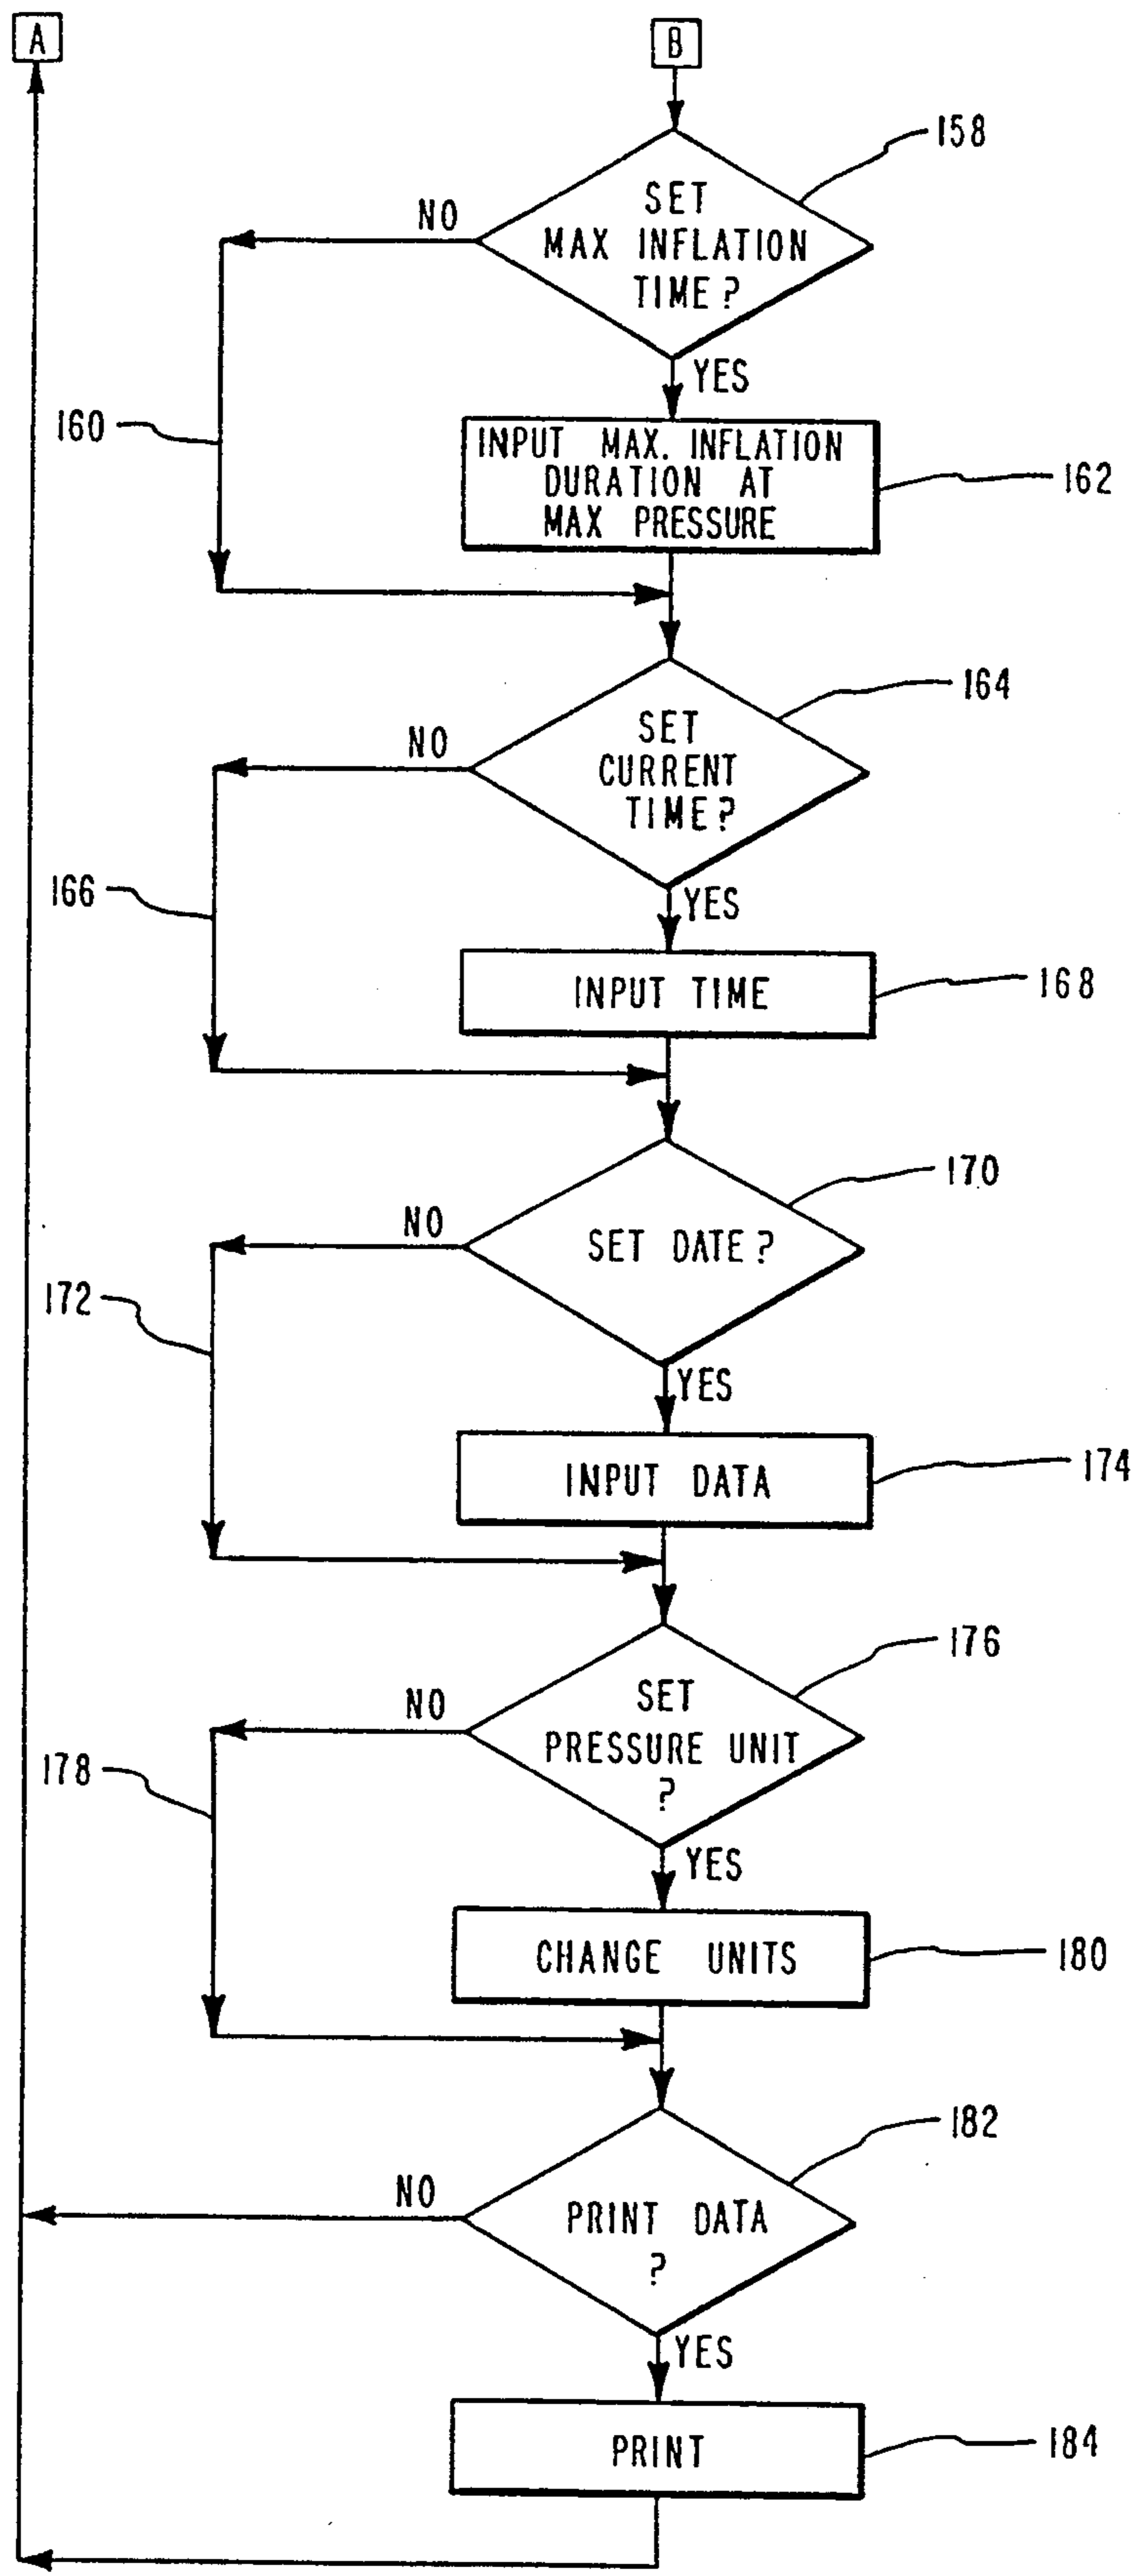 A
B
158
SET
MAX INFLATION
TIME?
NO
YES
160
INPUT MAX. INFLATION
DURATION AT
MAX PRESSURE
162
164
SET
CURRENT
TIME?
NO
YES
166
INPUT TIME
168
170
SET DATE?
NO
YES
172
INPUT DATA
174
176
SET
PRESSURE UNIT
?
NO
YES
178
CHANGE UNITS
180
182
PRINT DATA
?
NO
YES
PRINT
184